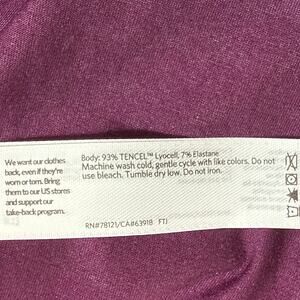 We want our clothes
back, even if they're
worn or torn. Bring
them to our US stores
and support our
take-back program.
Body: 93% TENCEL™ Lyocell, 7% Elastane
Machine wash cold, gentle cycle with like colors. Do not
use bleach. Tumble dry low. Do not iron.
RN#78121/CA#63918 FTJ